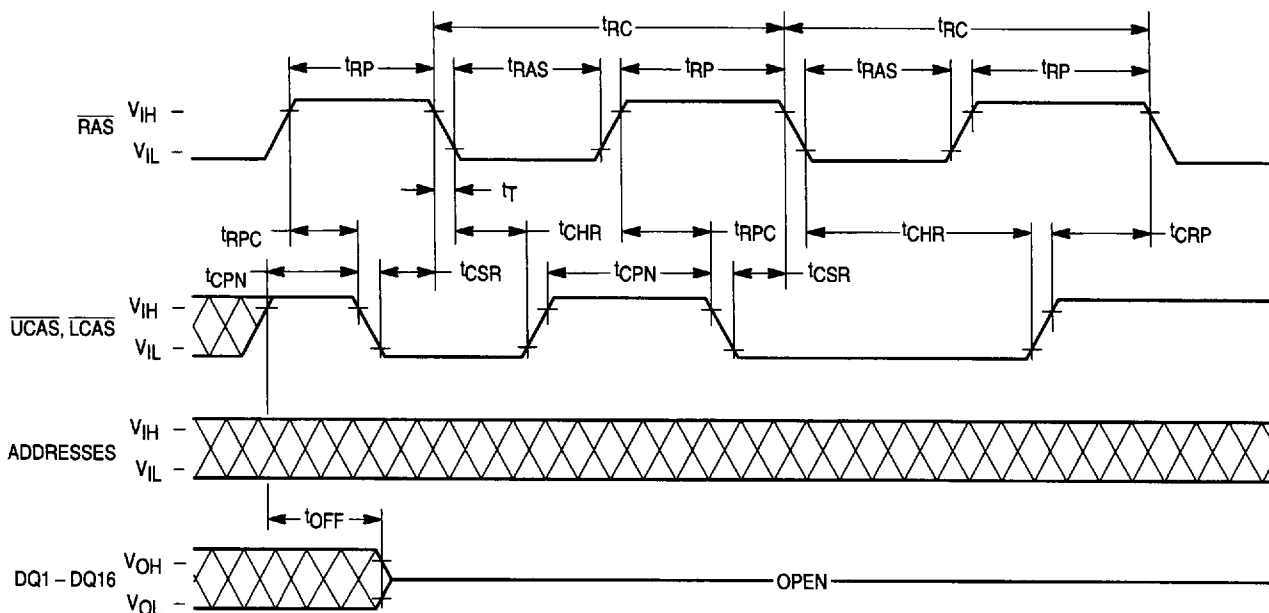 tRC tRC
tRP tRAS tRP tRAS tRP
RAS VIH
VIL
tT
tRPC tCHR tRPC tCHR tCRP
tCPN tCSR tCPN tCSR
UCAS, LCAS VIH
VIL
ADDRESSES VIH
VIL
tOFF
DQ1 – DQ16 VOH
OPEN
VOL